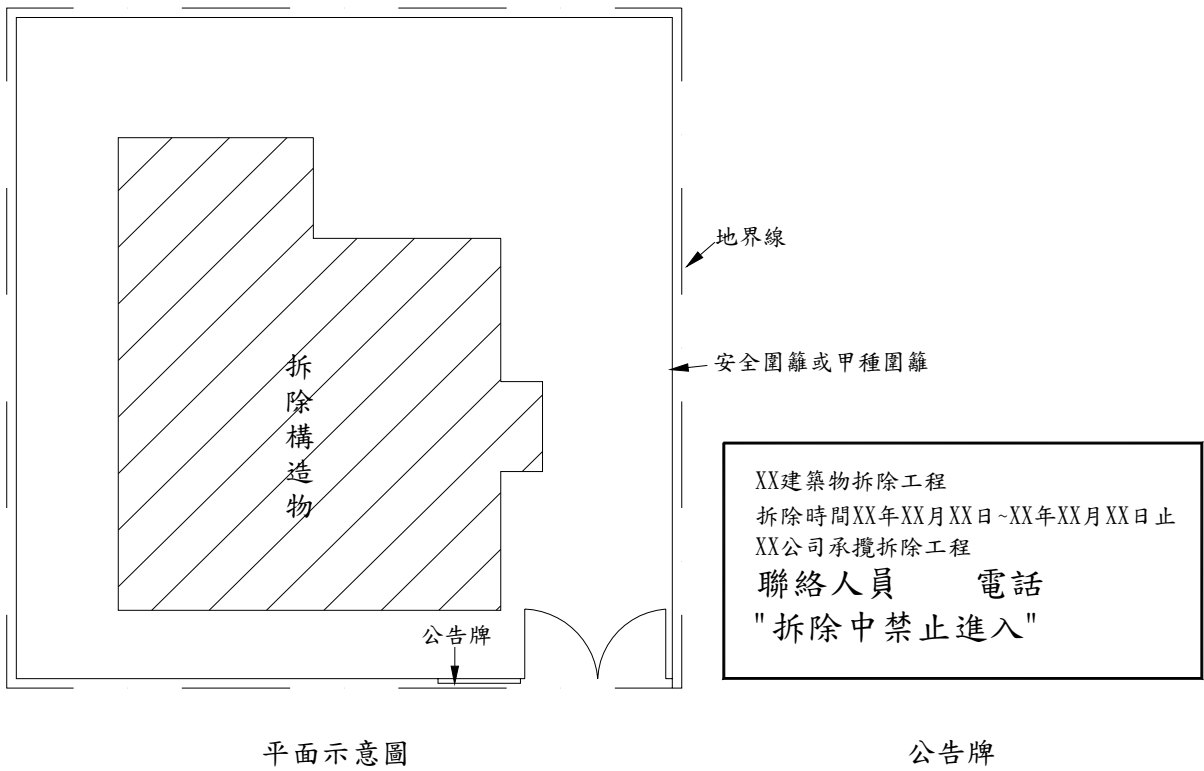 地界線
安全圍籬或甲種圍籬
拆除構造物
XX建築物拆除工程
拆除時間XX年XX月XX日~XX年XX月XX日止
XX公司承攬拆除工程
聯絡人員 電話
"拆除中禁止進入"
公告牌
平面示意圖
公告牌